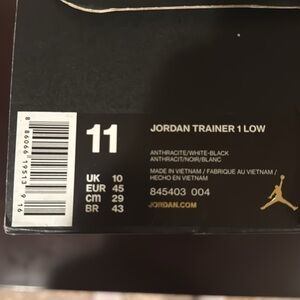 11
JORDAN TRAINER 1 LOW
ANTHRACITE/WHITE-BLACK
ANTHRACIT/NOIR/BLANC
MADE IN VIETNAM / FABRIQUE AU VIETNAM /
HECHO EN VIETNAM
UK 10
EUR 45
cm 29
BR 43
845403 004
JORDAN.COM